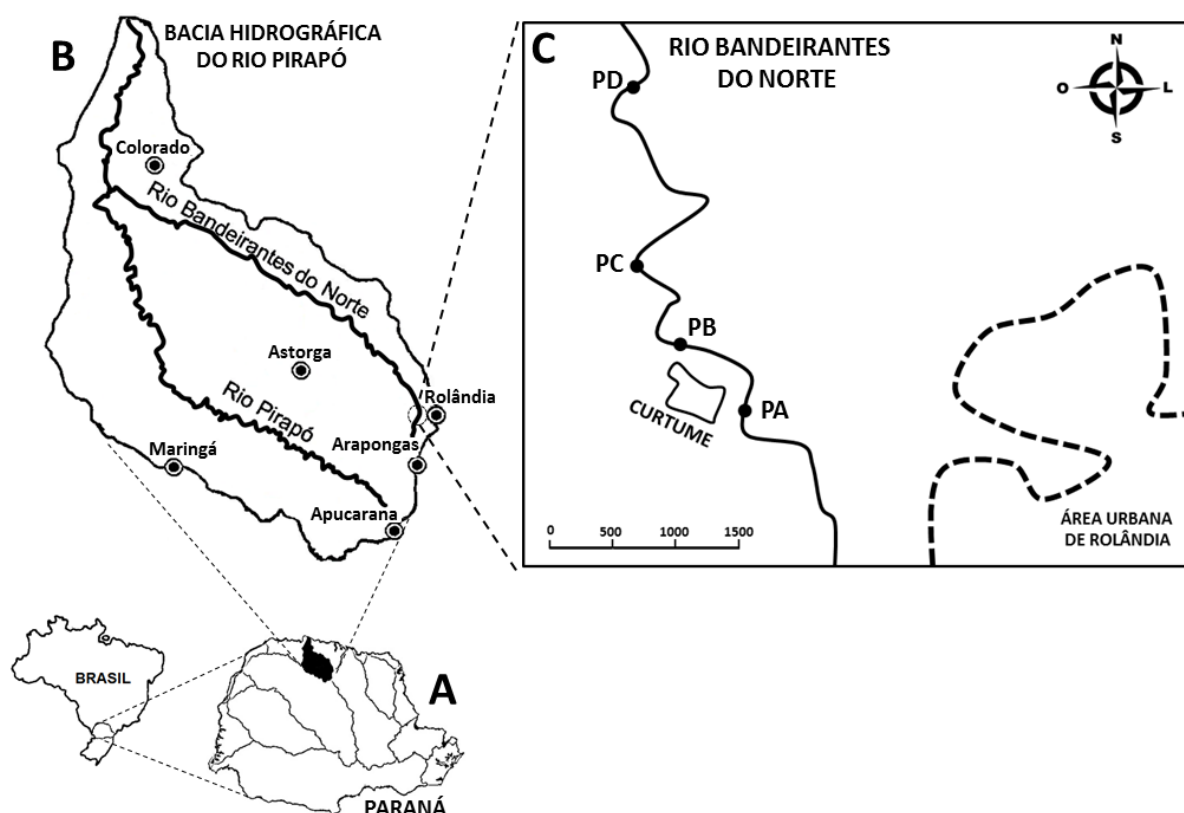 B
BACIA HIDROGRÁFICA
DO RIO PIRAPÓ
Colorado
Rio Bandeirantes do Norte
Astorga
Rolândia
Rio Pirapó
Arapongas
Maringá
Apucarana
C
RIO BANDEIRANTES
DO NORTE
N
O
L
S
PD
PC
PB
PA
CURTUME
0 500 1000 1500
ÁREA URBANA
DE ROLÂNDIA
BRASIL
A
PARANÁ